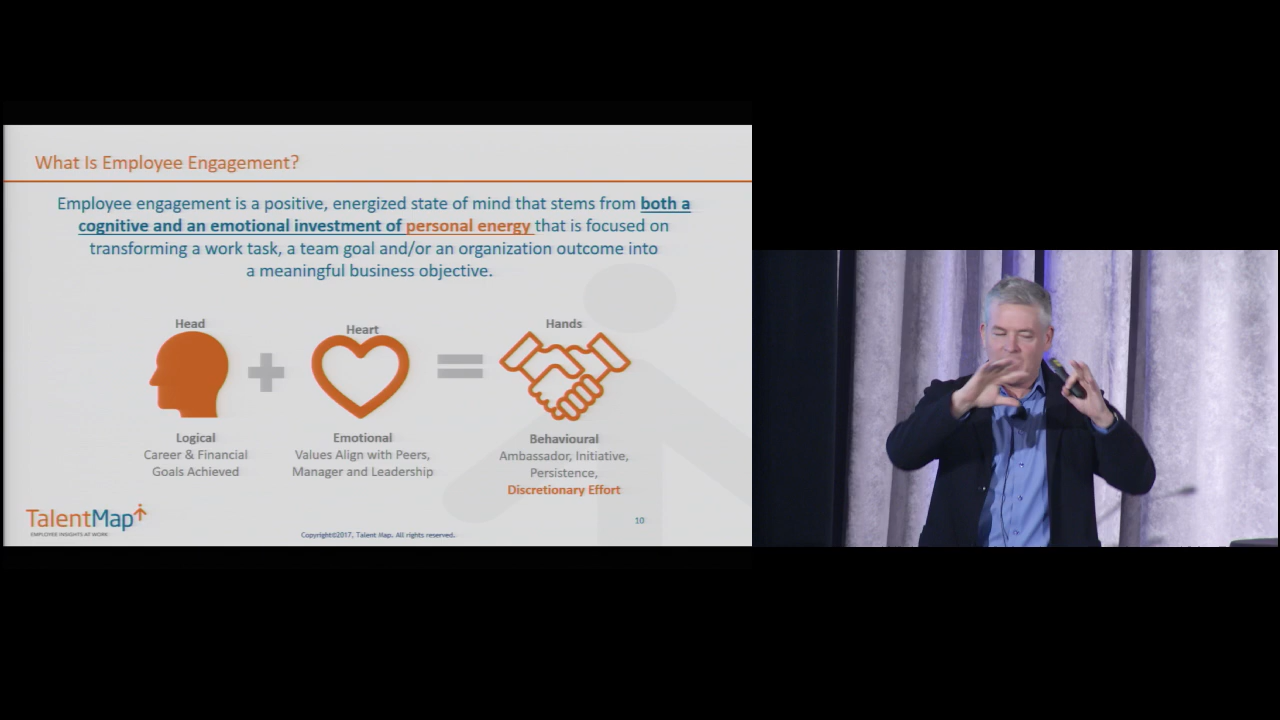 What Is Employee Engagement?
Employee engagement is a positive, energized state of mind that stems from both a
cognitive and an emotional investment of personal energy that is focused on
transforming a work task, a team goal and/or an organization outcome into
a meaningful business objective.
Head
Heart
Hands
Logical
Career & Financial
Goals Achieved
Emotional
Values Align with Peers,
Manager and Leadership
Behavioural
Ambassador, Initiative,
Persistence,
Discretionary Effort
TalentMap
EMPLOYEE INSIGHTS AT WORK
Copyright©2017, Talent Map. All rights reserved.
10